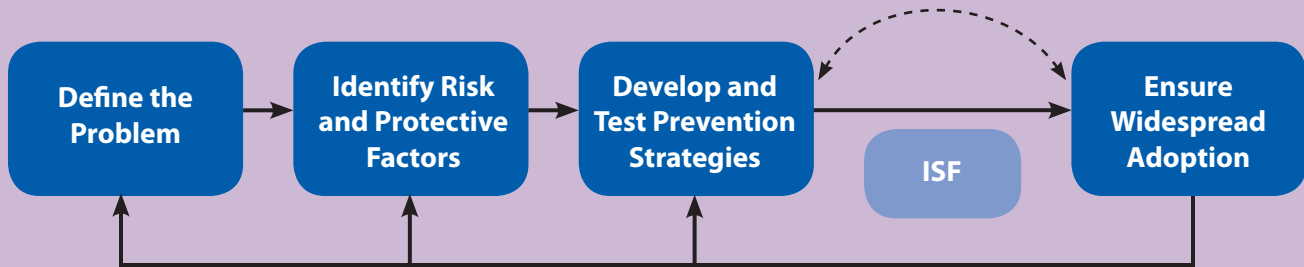 Define the
Problem
Identify Risk
and Protective
Factors
Develop and
Test Prevention
Strategies
ISF
Ensure
Widespread
Adoption